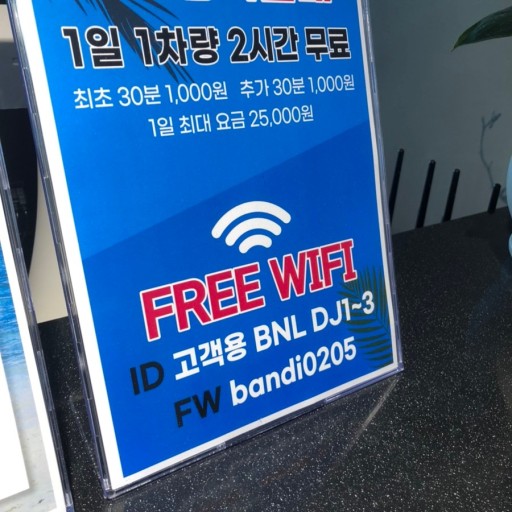 1일 1차량 2시간 무료
최초 30분 1,000원 추가 30분 1,000원
1일 최대 요금 25,000원
FREE WIFI
ID 고객용 BNL DJ1~3
FW bandi0205